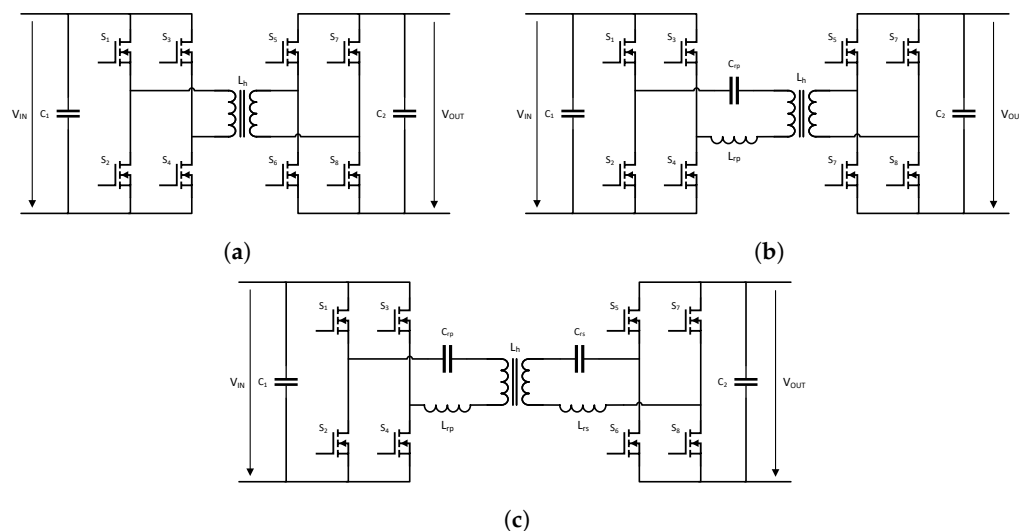 S1 S3 S5 S7
Lh
VIN C1 C2 VOUT
S2 S4 S6 S8
(a)
S1 S3 S5 S7
Crp Lh
VIN C1 C2 VOU
Lrp
S2 S4 S7 S8
(b)
S1 S3 S5 S7
Crp Lh Crs
VIN C1 C2 VOUT
Lrp Lrs
S2 S4 S6 S8
(c)